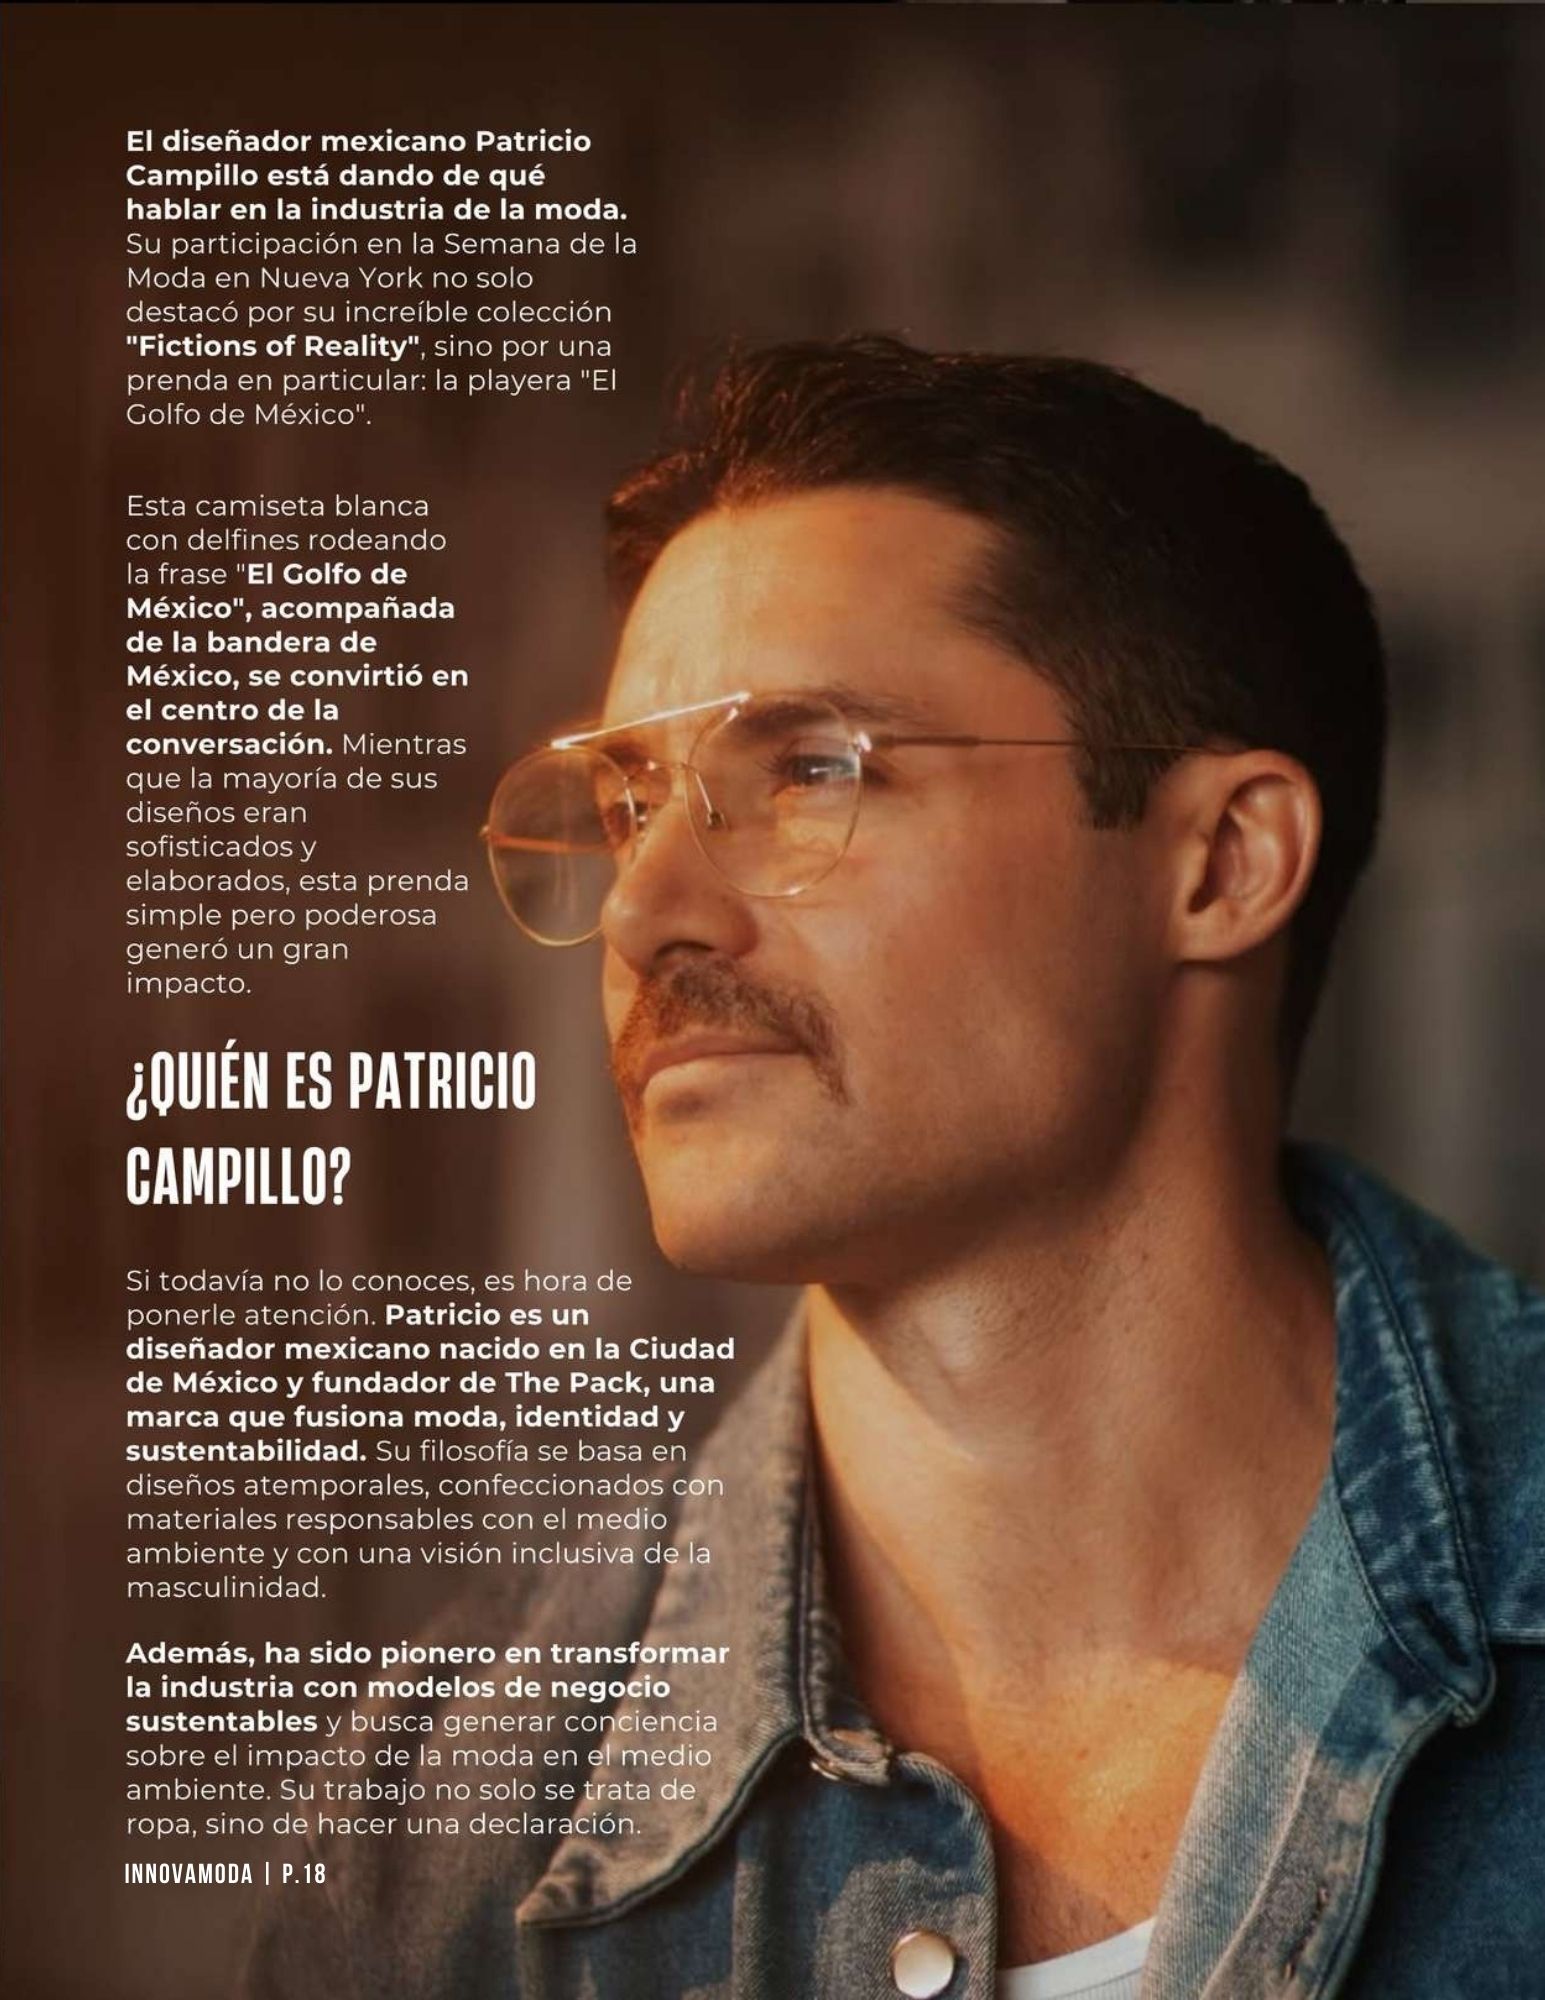 El diseñador mexicano Patricio
Campillo está dando de qué
hablar en la industria de la moda.
Su participación en la Semana de la
Moda en Nueva York no solo
destacó por su increíble colección
"Fictions of Reality", sino por una
prenda en particular: la playera "El
Golfo de México".
Esta camiseta blanca
con delfines rodeando
la frase "El Golfo de
México", acompañada
de la bandera de
México, se convirtió en
el centro de la
conversación. Mientras
que la mayoría de sus
diseños eran
sofisticados y
elaborados, esta prenda
simple pero poderosa
generó un gran
impacto.
¿QUIÉN ES PATRICIO
CAMPILLO?
Si todavía no lo conoces, es hora de
ponerle atención. Patricio es un
diseñador mexicano nacido en la Ciudad
de México y fundador de The Pack, una
marca que fusiona moda, identidad y
sustentabilidad. Su filosofía se basa en
diseños atemporales, confeccionados con
materiales responsables con el medio
ambiente y con una visión inclusiva de la
masculinidad.
Además, ha sido pionero en transformar
la industria con modelos de negocio
sustentables y busca generar conciencia
sobre el impacto de la moda en el medio
ambiente. Su trabajo no solo se trata de
ropa, sino de hacer una declaración.
INNOVAMODA | P.18